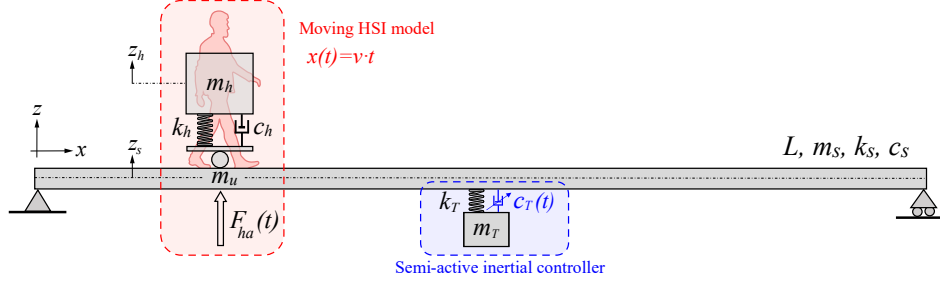 Moving HSI model
x(t)=v·t
z_h
m_h
k_h
c_h
z
x
z_s
m_u
L, m_s, k_s, c_s
F_ha(t)
k_T
c_T(t)
m_T
Semi-active inertial controller